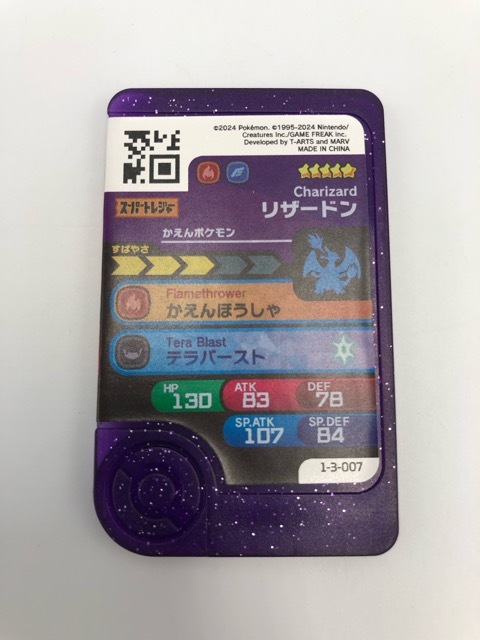 ©2024 Pokémon. ©1995-2024 Nintendo/
Creatures Inc./GAME FREAK inc.
Developed by T-ARTS and MARV
MADE IN CHINA
スーパートレジャー
Charizard
リザードン
かえんポケモン
すばやさ
Flamethrower
かえんほうしゃ
Tera Blast
テラバースト
HP 130 ATK 83 DEF 78
SP.ATK 107 SP.DEF 84
1-3-007